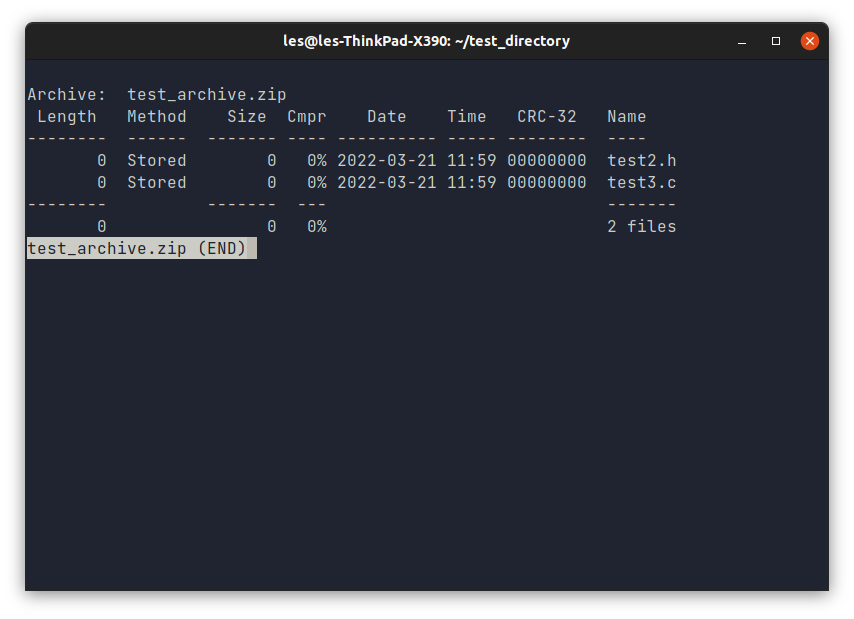 les@les-ThinkPad-X390: ~/test_directory
Archive:  test_archive.zip
 Length   Method    Size  Cmpr    Date    Time   CRC-32   Name
--------  ------  ------- ---- ---------- ----- --------  ----
       0  Stored        0   0% 2022-03-21 11:59 00000000  test2.h
       0  Stored        0   0% 2022-03-21 11:59 00000000  test3.c
--------          -------  ---                            -------
       0                0   0%                            2 files
test_archive.zip (END)